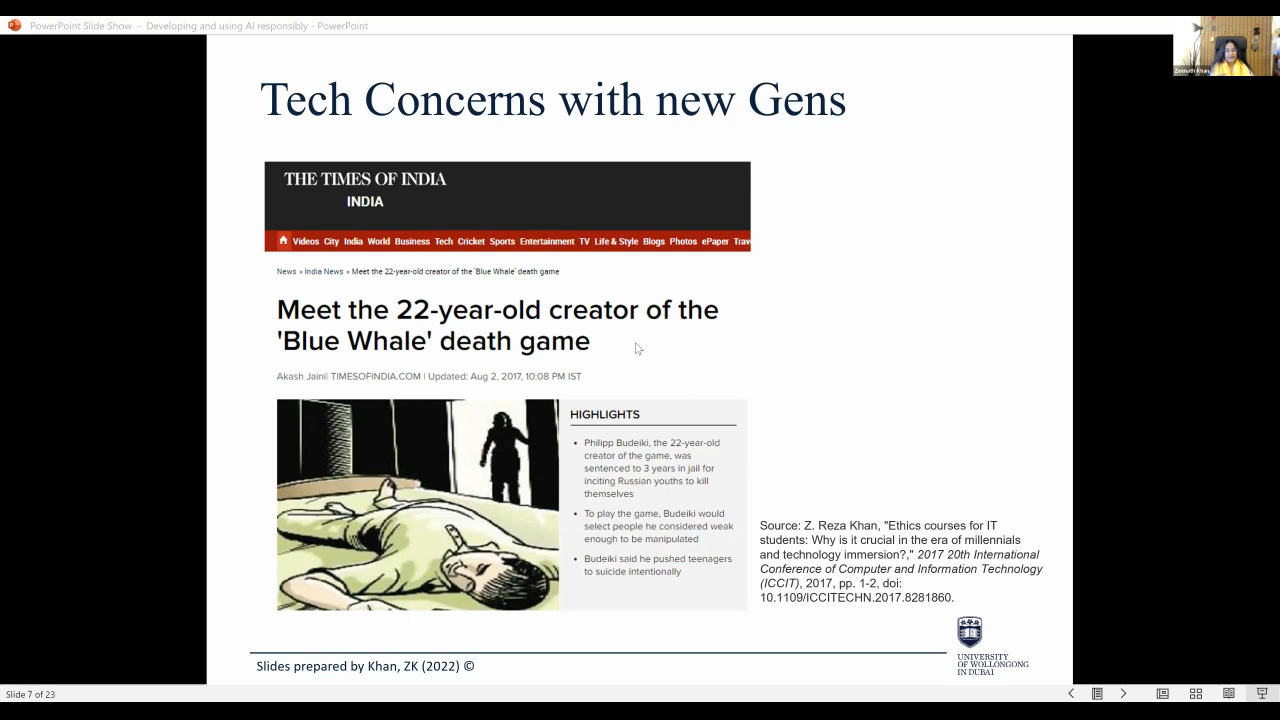 PowerPoint Slide Show - Developing and using AI responsibly - PowerPoint
Zeenath Khan
Tech Concerns with new Gens
THE TIMES OF INDIA
INDIA
Videos City India World Business Tech Cricket Sports Entertainment TV Life & Style Blogs Photos ePaper Trav
News » India News » Meet the 22-year-old creator of the 'Blue Whale' death game
Meet the 22-year-old creator of the
'Blue Whale' death game
Akash Jain| TIMESOFINDIA.COM | Updated: Aug 2, 2017, 10:08 PM IST
HIGHLIGHTS
• Philipp Budeiki, the 22-year-old
creator of the game, was
sentenced to 3 years in jail for
inciting Russian youths to kill
themselves
• To play the game, Budeiki would
select people he considered weak
enough to be manipulated
• Budeiki said he pushed teenagers
to suicide intentionally
Source: Z. Reza Khan, "Ethics courses for IT
students: Why is it crucial in the era of millennials
and technology immersion?," 2017 20th International
Conference of Computer and Information Technology
(ICCIT), 2017, pp. 1-2, doi:
10.1109/ICCITECHN.2017.8281860.
UNIVERSITY
OF WOLLONGONG
IN DUBAI
Slides prepared by Khan, ZK (2022) ©
Slide 7 of 23